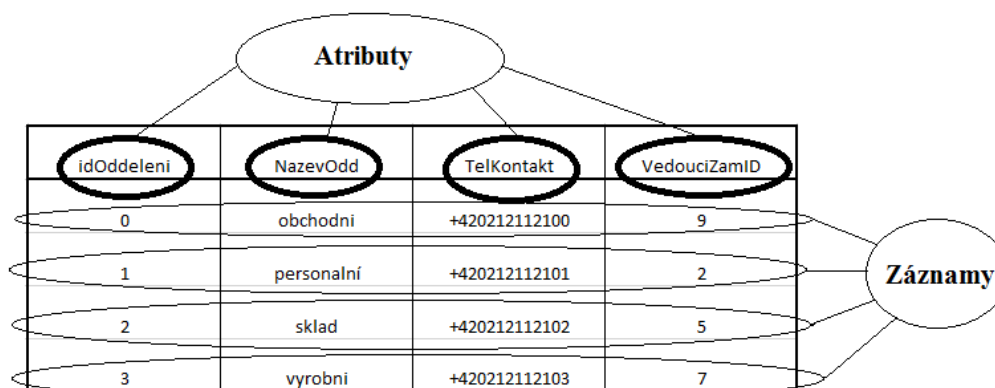 Atributy
idOddeleni NazevOdd TelKontakt VedouciZamID
0 obchodni +420212112100 9
1 personalní +420212112101 2
Záznamy
2 sklad +420212112102 5
3 vyrobni +420212112103 7